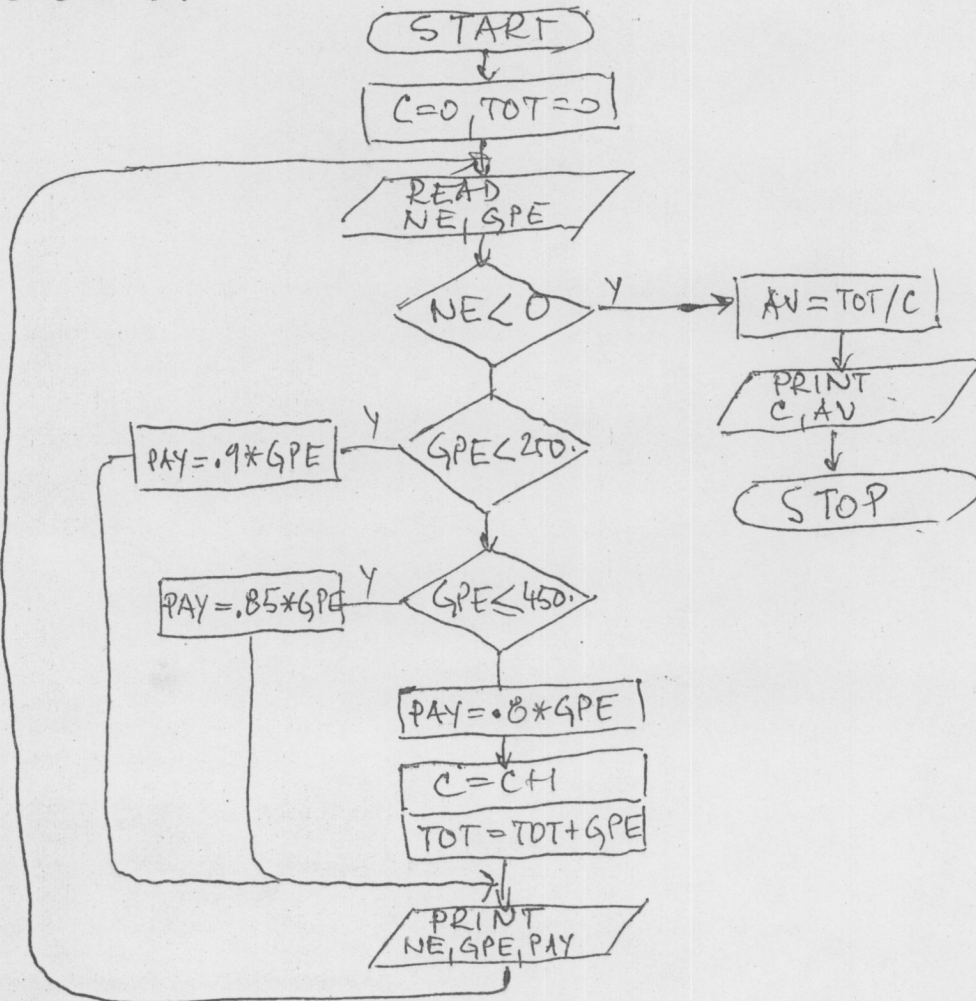 START
C=0, TOT=0
READ
NE, GPE
NE<0
Y
AV=TOT/C
PRINT
C, AV
STOP
GPE<250.
Y
PAY=.9*GPE
GPE≤450.
Y
PAY=.85*GPE
PAY=.8*GPE
C=C+1
TOT=TOT+GPE
PRINT
NE, GPE, PAY